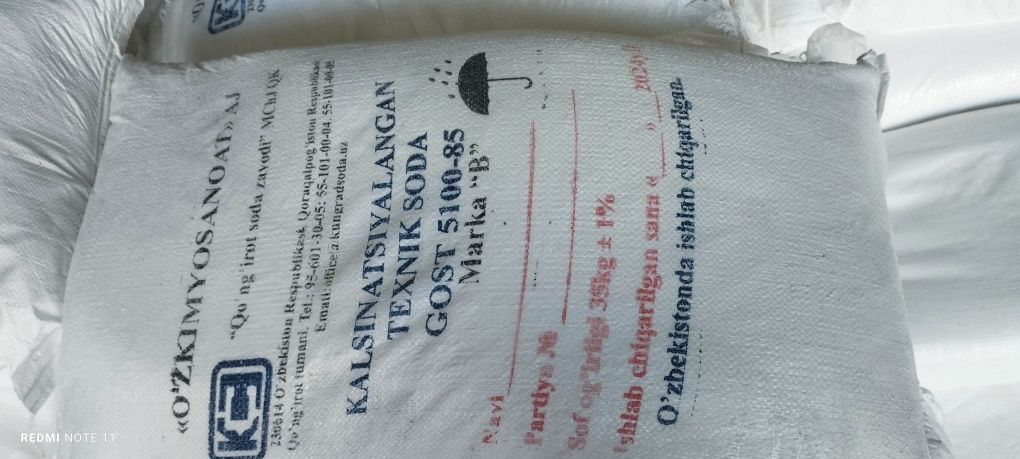 «O'ZKIMYOSANOAT» AJ
"Qo'ng'irot soda zavodi" MChJ QK
230614 O'zbekiston Respublikasi, Qoraqalpog'iston Respublikasi
Qo'ng'irot tumani. Tel.: 95-601-30-05; 55-101-00-04, 55-101-00-05
Email: office@kungradsoda.uz
KALSINATSIYALANGAN
TEXNIK SODA
GOST 5100-85
Marka "B"
Navi
Partiya №
Sof og'irligi 35kg ± 1%
Ishlab chiqarilgan sana « » 2024
O'zbekistonda ishlab chiqarilgan.
REDMI NOTE 11